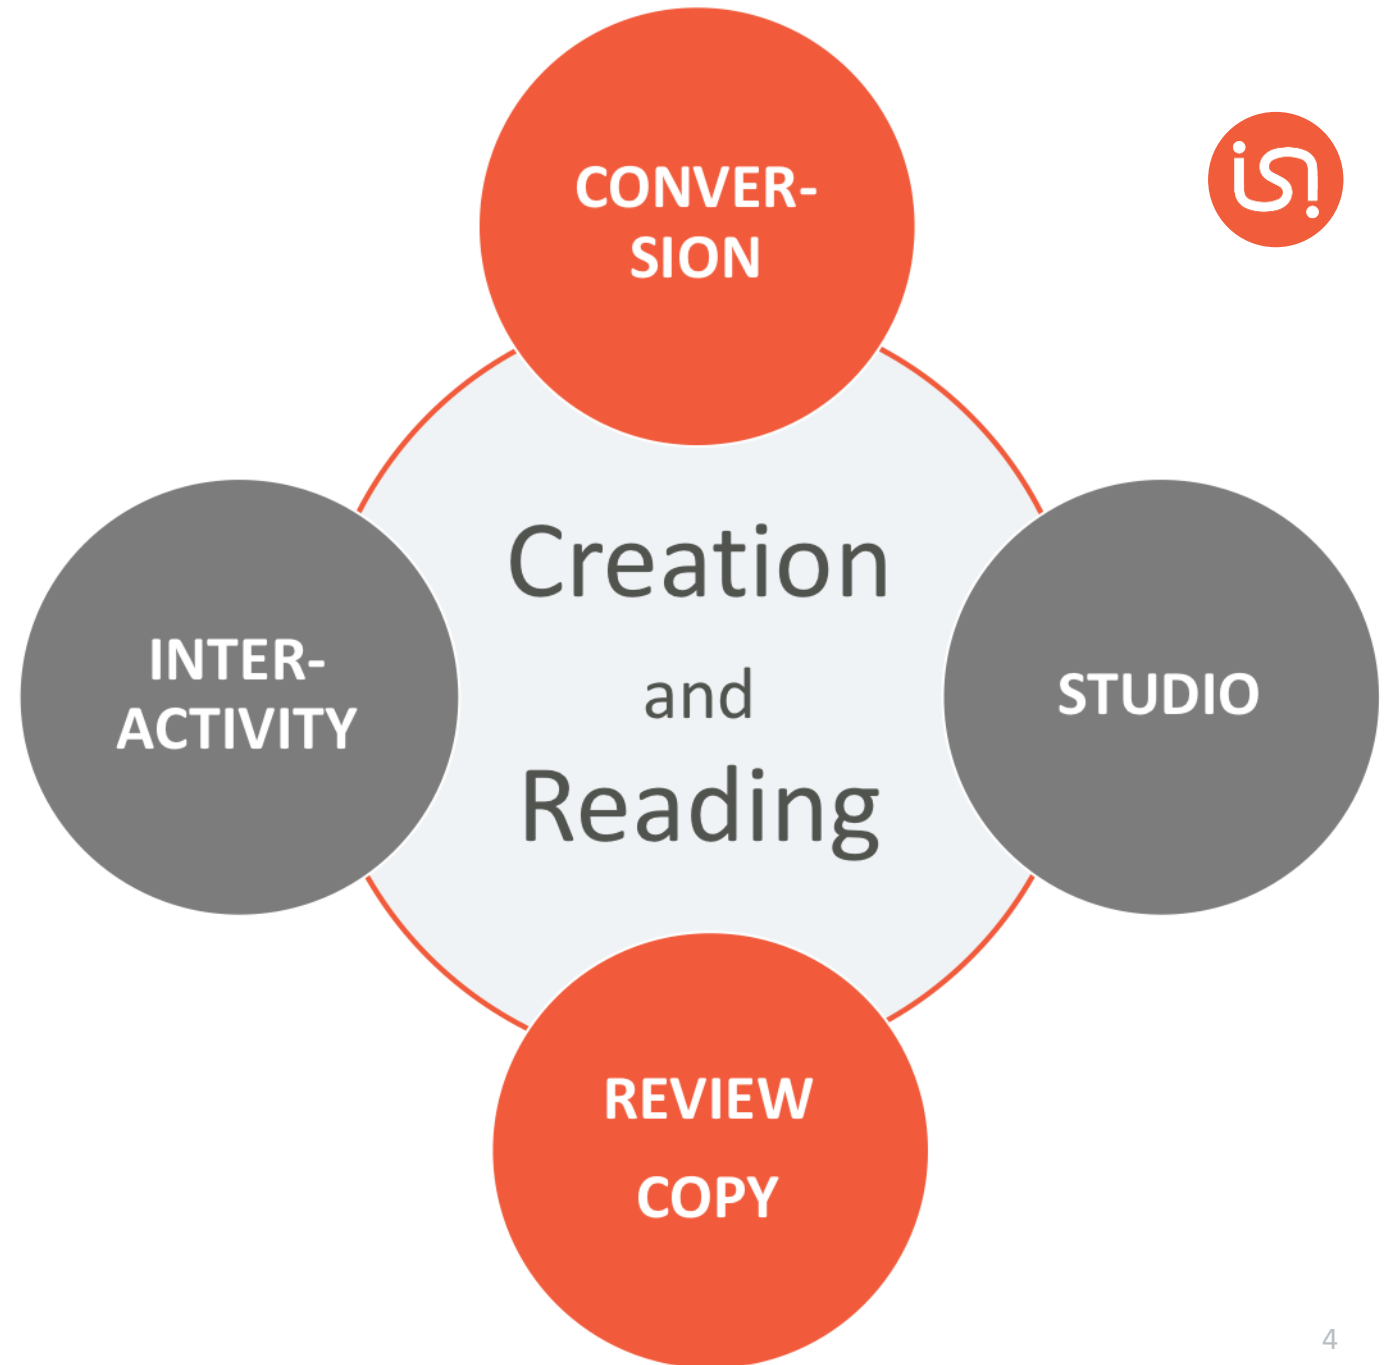 CONVER-
SION
Creation
and
Reading
INTER-
ACTIVITY
STUDIO
REVIEW
COPY
4